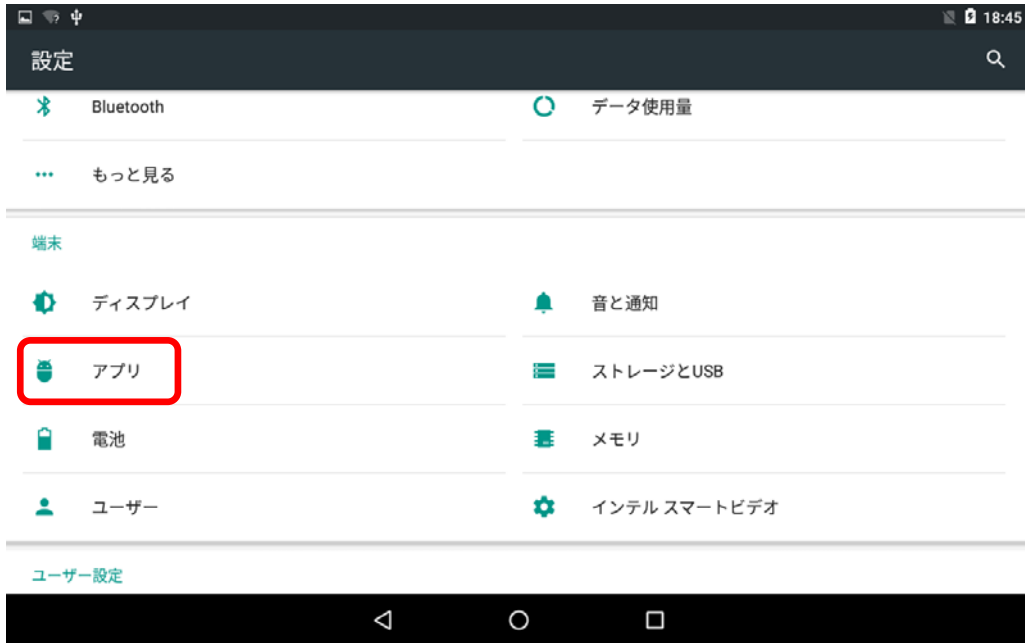 18:45
設定
Bluetooth
データ使用量
もっと見る
端末
ディスプレイ
音と通知
アプリ
ストレージとUSB
電池
メモリ
ユーザー
インテル スマートビデオ
ユーザー設定